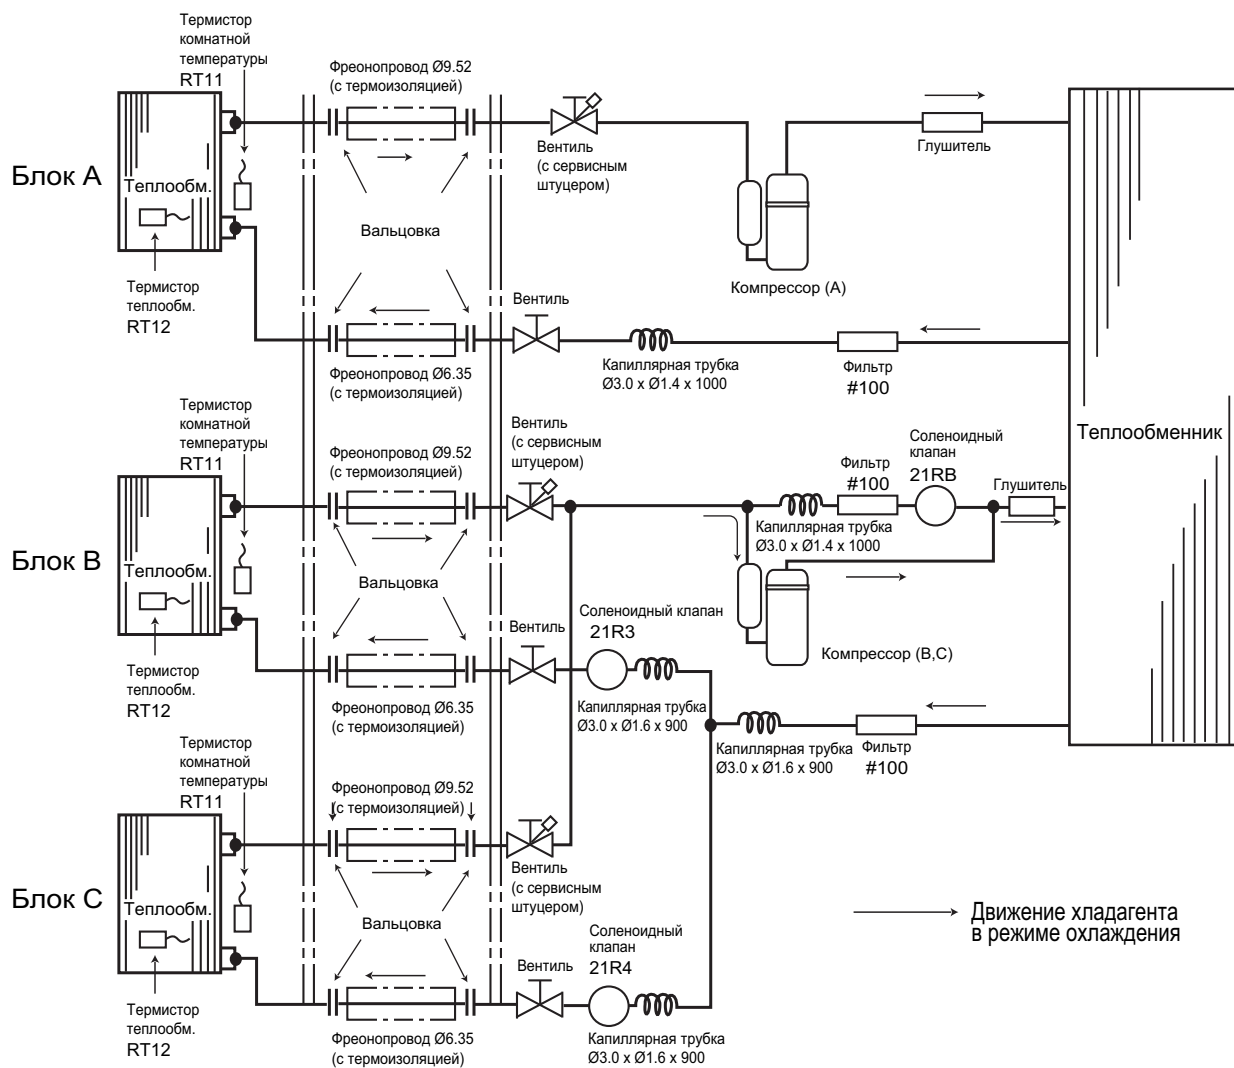 Термистор
комнатной
температуры
RT11
Фреонопровод Ø9.52
(с термоизоляцией)
Вентиль
(с сервисным
штуцером)
Глушитель
Блок A
Теплообм.
Вальцовка
Компрессор (A)
Термистор
теплообм.
RT12
Вентиль
Фреонопровод Ø6.35
(с термоизоляцией)
Капиллярная трубка
Ø3.0 x Ø1.4 x 1000
Фильтр
#100
Теплообменник
Термистор
комнатной
температуры
RT11
Фреонопровод Ø9.52
(с термоизоляцией)
Вентиль
(с сервисным
штуцером)
Фильтр
#100
Соленоидный
клапан
21RB
Глушитель
Капиллярная трубка
Ø3.0 x Ø1.4 x 1000
Блок B
Теплообм.
Вальцовка
Вентиль
Соленоидный клапан
21R3
Компрессор (B,C)
Термистор
теплообм.
RT12
Фреонопровод Ø6.35
(с термоизоляцией)
Капиллярная трубка
Ø3.0 x Ø1.6 x 900
Капиллярная трубка
Ø3.0 x Ø1.6 x 900
Фильтр
#100
Термистор
комнатной
температуры
RT11
Фреонопровод Ø9.52
(с термоизоляцией)
Вентиль
(с сервисным
штуцером)
Блок C
Теплообм.
Вальцовка
Движение хладагента
в режиме охлаждения
Вентиль
Соленоидный
клапан
21R4
Термистор
теплообм.
RT12
Фреонопровод Ø6.35
(с термоизоляцией)
Капиллярная трубка
Ø3.0 x Ø1.6 x 900